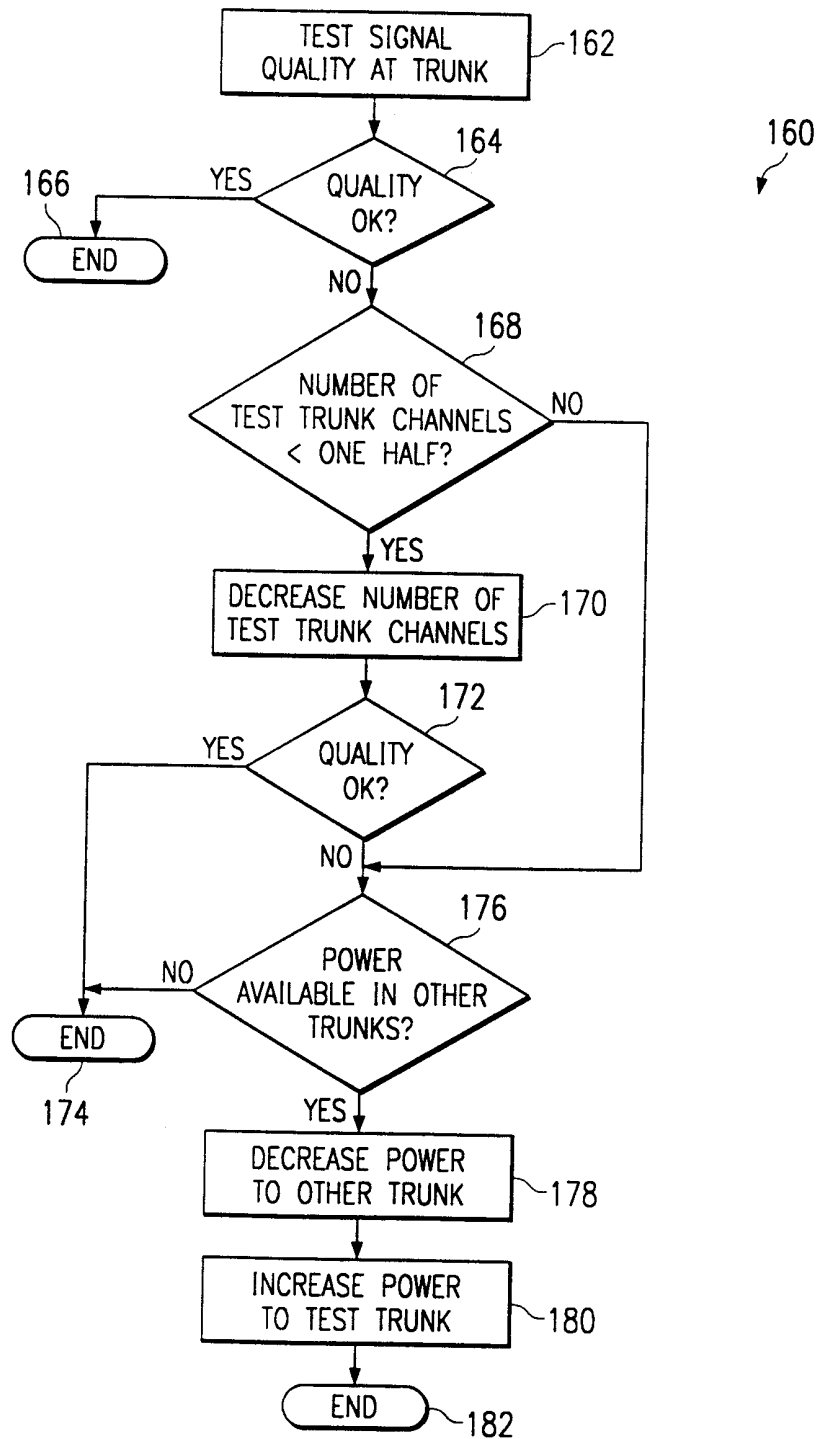 TEST SIGNAL
QUALITY AT TRUNK
162
160
164
YES
QUALITY
OK?
166
END
NO
168
NUMBER OF
TEST TRUNK CHANNELS
< ONE HALF?
NO
YES
DECREASE NUMBER OF
TEST TRUNK CHANNELS
170
172
YES
QUALITY
OK?
NO
176
POWER
AVAILABLE IN OTHER
TRUNKS?
NO
END
174
YES
DECREASE POWER
TO OTHER TRUNK
178
INCREASE POWER
TO TEST TRUNK
180
END
182